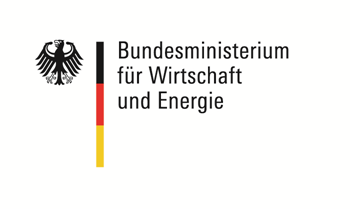 Bundesministerium
für Wirtschaft
und Energie